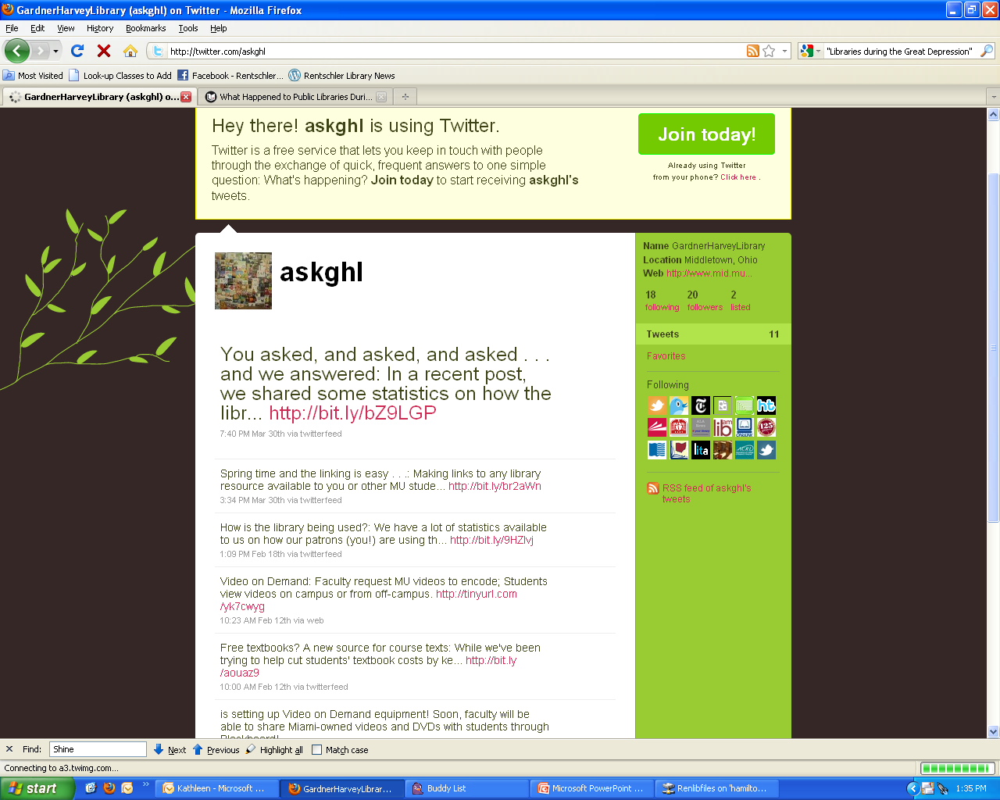 GardnerHarveyLibrary (askghl) on Twitter - Mozilla Firefox
File Edit View History Bookmarks Tools Help
http://twitter.com/askghl
"Libraries during the Great Depression"
Most Visited Look-up Classes to Add Facebook - Rentschler... Rentschler Library News
GardnerHarveyLibrary (askghl) o... What Happened to Public Libraries Duri...
Hey there! askghl is using Twitter.
Twitter is a free service that lets you keep in touch with people
through the exchange of quick, frequent answers to one simple
question: What's happening? Join today to start receiving askghl's
tweets.
Join today!
Already using Twitter
from your phone? Click here .
askghl
You asked, and asked, and asked . . .
and we answered: In a recent post,
we shared some statistics on how the
libr... http://bit.ly/bZ9LGP
7:40 PM Mar 30th via twitterfeed
Spring time and the linking is easy . . .: Making links to any library
resource available to you or other MU stude... http://bit.ly/br2aWn
3:34 PM Mar 30th via twitterfeed
How is the library being used?: We have a lot of statistics available
to us on how our patrons (you!) are using th... http://bit.ly/9HZlvj
1:09 PM Feb 18th via twitterfeed
Video on Demand: Faculty request MU videos to encode; Students
view videos on campus or from off-campus. http://tinyurl.com
/yk7cwyg
10:23 AM Feb 12th via web
Free textbooks? A new source for course texts: While we've been
trying to help cut students' textbook costs by ke... http://bit.ly
/aouaz9
10:00 AM Feb 12th via twitterfeed
is setting up Video on Demand equipment! Soon, faculty will be
able to share Miami-owned videos and DVDs with students through
Blackboard!
Name GardnerHarveyLibrary
Location Middletown, Ohio
Web http://www.mid.mu...
18 20 2
following followers listed
Tweets 11
Favorites
Following
ht
lib
125
lita
ACRL
RSS feed of askghl's
tweets
Find: Shine Next Previous Highlight all Match case
Connecting to a3.twimg.com...
start Kathleen - Microsoft ... GardnerHarveyLibrar... Buddy List Microsoft PowerPoint ... Renlibfiles on 'hamilto... 1:35 PM